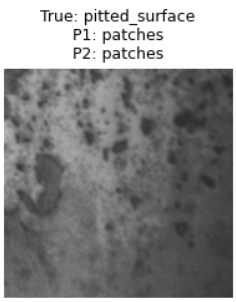 True: pitted_surface
P1: patches
P2: patches